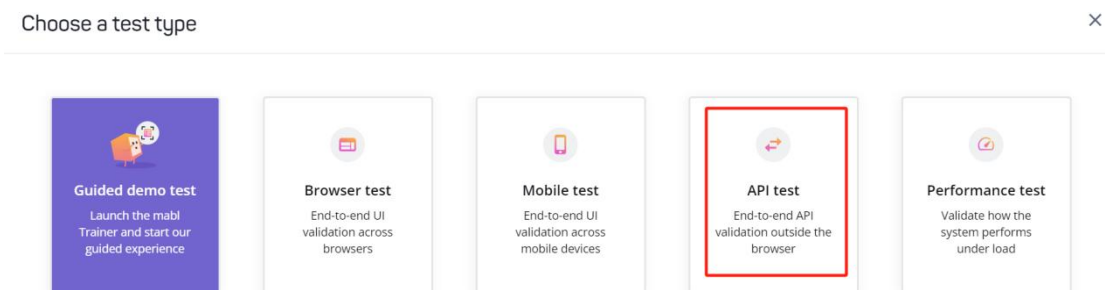 Choose a test type
Guided demo test
Launch the mabl
Trainer and start our
guided experience
Browser test
End-to-end UI
validation across
browsers
Mobile test
End-to-end UI
validation across
mobile devices
API test
End-to-end API
validation outside the
browser
Performance test
Validate how the
system performs
under load